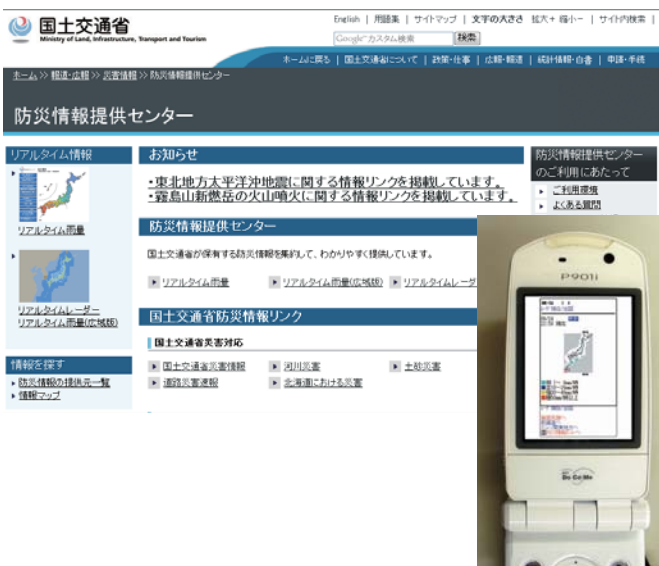 国土交通省
Ministry of Land, Infrastructure, Transport and Tourism
English | 用語集 | サイトマップ | 文字の大きさ 拡大+ 縮小- | サイト内検索 |
Google カスタム検索 検索
ホームに戻る | 国土交通省について | 政策・仕事 | 広報・報道 | 統計情報・白書 | 申請・手続
ホーム >> 報道・広報 >> 災害情報 >> 防災情報提供センター
防災情報提供センター
リアルタイム情報
リアルタイム雨量
リアルタイムレーダー
リアルタイム雨量(広域版)
情報を探す
防災情報の提供元一覧
情報マップ
お知らせ
・東北地方太平洋沖地震に関する情報リンクを掲載しています。
・霧島山新燃岳の火山噴火に関する情報リンクを掲載しています。
防災情報提供センター
国土交通省が保有する防災情報を集約して、わかりやすく提供しています。
リアルタイム雨量 リアルタイム雨量(広域版) リアルタイムレーダ
国土交通省防災情報リンク
国土交通省災害対応
国土交通省災害情報 河川災害 土砂災害
道路災害速報 北海道における災害
防災情報提供センター
のご利用にあたって
ご利用環境
よくある質問
P901i
DoCoMo